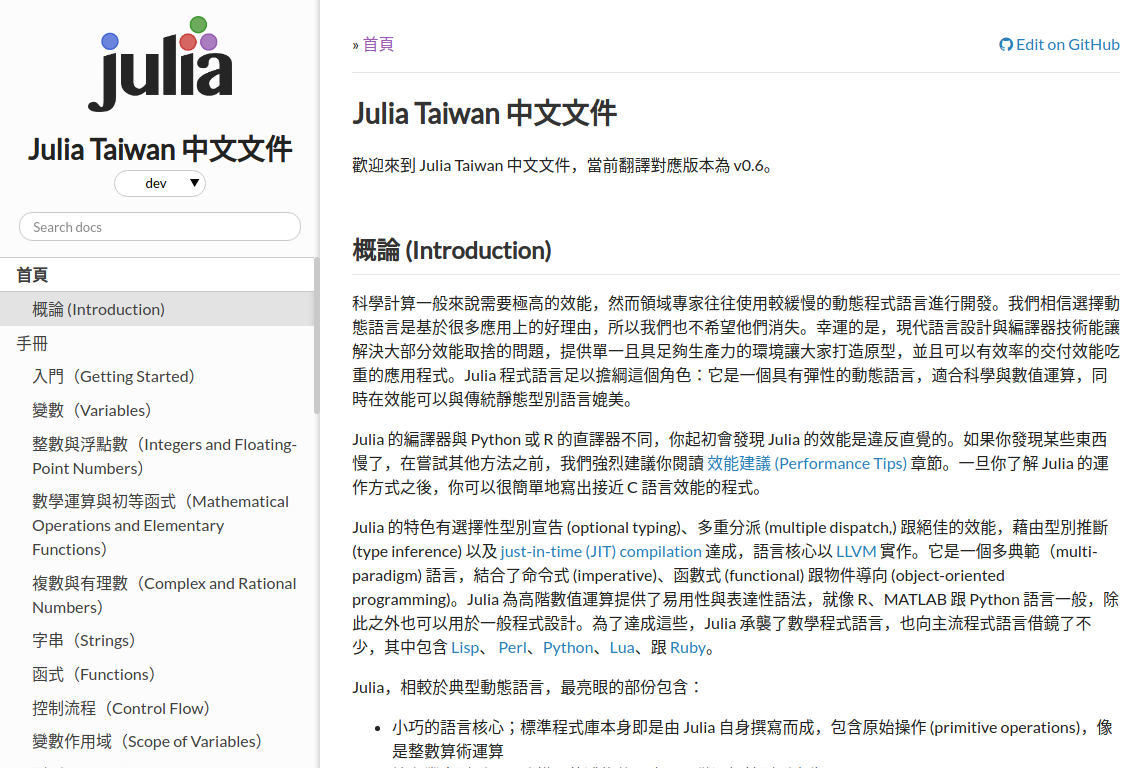 julia
Julia Taiwan 中文文件
dev
Search docs
首頁
概論 (Introduction)
手冊
入門（Getting Started）
變數（Variables）
整數與浮點數（Integers and Floating-
Point Numbers）
數學運算與初等函式（Mathematical
Operations and Elementary
Functions）
複數與有理數（Complex and Rational
Numbers）
字串（Strings）
函式（Functions）
控制流程（Control Flow）
變數作用域（Scope of Variables）
» 首頁
Edit on GitHub
Julia Taiwan 中文文件
歡迎來到 Julia Taiwan 中文文件，當前翻譯對應版本為 v0.6。
概論 (Introduction)
科學計算一般來說需要極高的效能，然而領域專家往往使用較緩慢的動態程式語言進行開發。我們相信選擇動
態語言是基於很多應用上的好理由，所以我們也不希望他們消失。幸運的是，現代語言設計與編譯器技術能讓
解決大部分效能取捨的問題，提供單一且具足夠生產力的環境讓大家打造原型，並且可以有效率的交付效能吃
重的應用程式。Julia 程式語言足以擔綱這個角色：它是一個具有彈性的動態語言，適合科學與數值運算，同
時在效能可以與傳統靜態型別語言媲美。
Julia 的編譯器與 Python 或 R 的直譯器不同，你起初會發現 Julia 的效能是違反直覺的。如果你發現某些東西
慢了，在嘗試其他方法之前，我們強烈建議你閱讀 效能建議 (Performance Tips) 章節。一旦你了解 Julia 的運
作方式之後，你可以很簡單地寫出接近 C 語言效能的程式。
Julia 的特色有選擇性型別宣告 (optional typing)、多重分派 (multiple dispatch,) 跟絕佳的效能，藉由型別推斷
(type inference) 以及 just-in-time (JIT) compilation 達成，語言核心以 LLVM 實作。它是一個多典範（multi-
paradigm) 語言，結合了命令式 (imperative)、函數式 (functional) 跟物件導向 (object-oriented
programming)。Julia 為高階數值運算提供了易用性與表達性語法，就像 R、MATLAB 跟 Python 語言一般，除
此之外也可以用於一般程式設計。為了達成這些，Julia 承襲了數學程式語言，也向主流程式語言借鏡了不
少，其中包含 Lisp、 Perl、Python、Lua、跟 Ruby。
Julia，相較於典型動態語言，最亮眼的部份包含：
• 小巧的語言核心；標準程式庫本身即是由 Julia 自身撰寫而成，包含原始操作 (primitive operations)，像
是整數算術運算